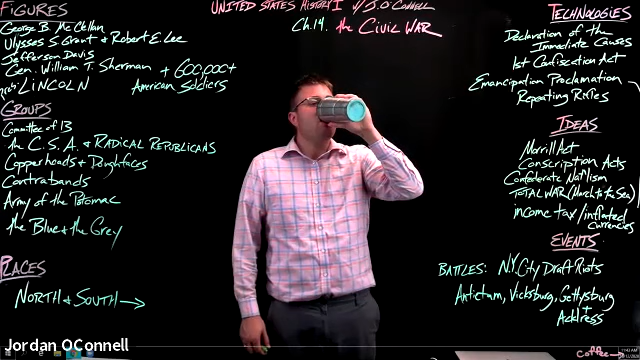 UNITED STATES HISTORY I w/ J. O'CONNELL
Ch. 14. the CIVIL WAR
FIGURES
George B. McClellan
Ulysses S Grant & Robert E. Lee
Jefferson Davis
Gen. William T. Sherman
LINCOLN
+ 600,000+
American Soldiers
GROUPS
Committee of 13
the C.S.A. & RADICAL REPUBLICANS
Copperheads & Doughfaces
Contrabands
Army of the Potomac
the Blue & the Grey
PLACES
NORTH & SOUTH →
TECHNOLOGIES
Declaration of the
Immediate Causes
1st Confiscation Act
Emancipation Proclamation
Repeating Rifles
IDEAS
Morrill Act
Conscription Acts
Confederate Nat'lism
TOTAL WAR (March to the Sea)
income tax/inflated
currencies
EVENTS
BATTLES: N.Y. City Draft Riots
Antietam, Vicksburg, Gettysburg
+
Address
coffee →
Jordan OConnell